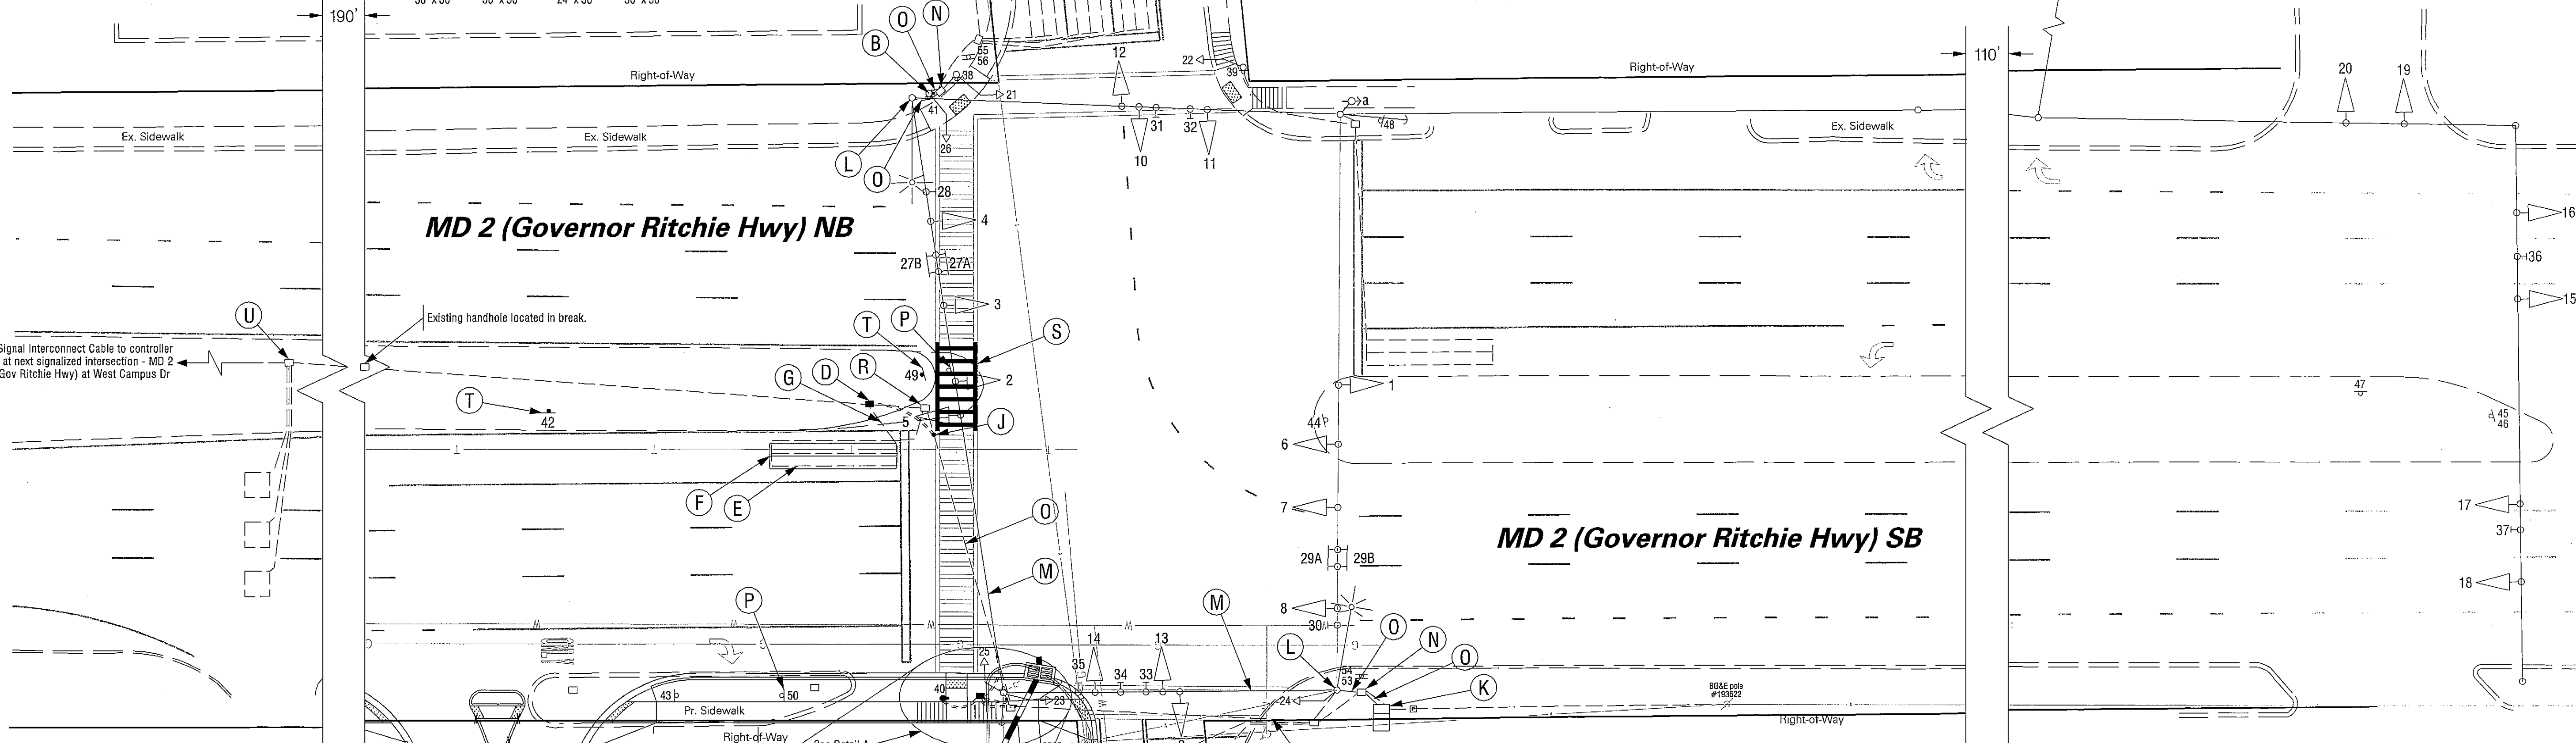 190'
O
N
B
12
22
39
55
56
38
21
41
Right-of-Way
Right-of-Way
110'
20
19
a
48
31
32
10
11
Ex. Sidewalk
Ex. Sidewalk
Ex. Sidewalk
26
L
O
28
4
16
MD 2 (Governor Ritchie Hwy) NB
27B
27A
36
3
15
U
Existing handhole located in break.
T
P
S
Signal Interconnect Cable to controller
at next signalized intersection - MD 2
Gov Ritchie Hwy) at West Campus Dr
G
D
R
49
2
1
47
T
42
5
J
44
45
46
6
F
E
7
17
O
37
MD 2 (Governor Ritchie Hwy) SB
29A
29B
M
18
P
M
8
30
O
N
L
O
14
13
35
34
33
25
54
53
K
43
50
40
23
24
BG&E pole
#193622
Pr. Sidewalk
Right-of-Way
Right-of-Way